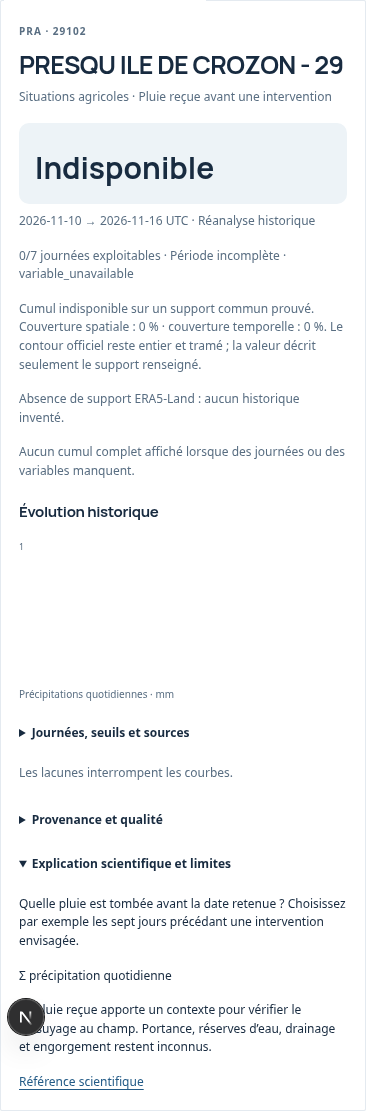 PRA · 29102
PRESQU ILE DE CROZON - 29
Situations agricoles · Pluie reçue avant une intervention
Indisponible
2026-11-10 → 2026-11-16 UTC · Réanalyse historique
0/7 journées exploitables · Période incomplète ·
variable_unavailable
Cumul indisponible sur un support commun prouvé.
Couverture spatiale : 0 % · couverture temporelle : 0 %. Le
contour officiel reste entier et tramé ; la valeur décrit
seulement le support renseigné.
Absence de support ERA5-Land : aucun historique
inventé.
Aucun cumul complet affiché lorsque des journées ou des
variables manquent.
Évolution historique
1
Précipitations quotidiennes · mm
▶ Journées, seuils et sources
Les lacunes interrompent les courbes.
▶ Provenance et qualité
▼ Explication scientifique et limites
Quelle pluie est tombée avant la date retenue ? Choisissez
par exemple les sept jours précédant une intervention
envisagée.
Σ précipitation quotidienne
pluie reçue apporte un contexte pour vérifier le
au champ. Portance, réserves d’eau, drainage
et engorgement restent inconnus.
N
Référence scientifique